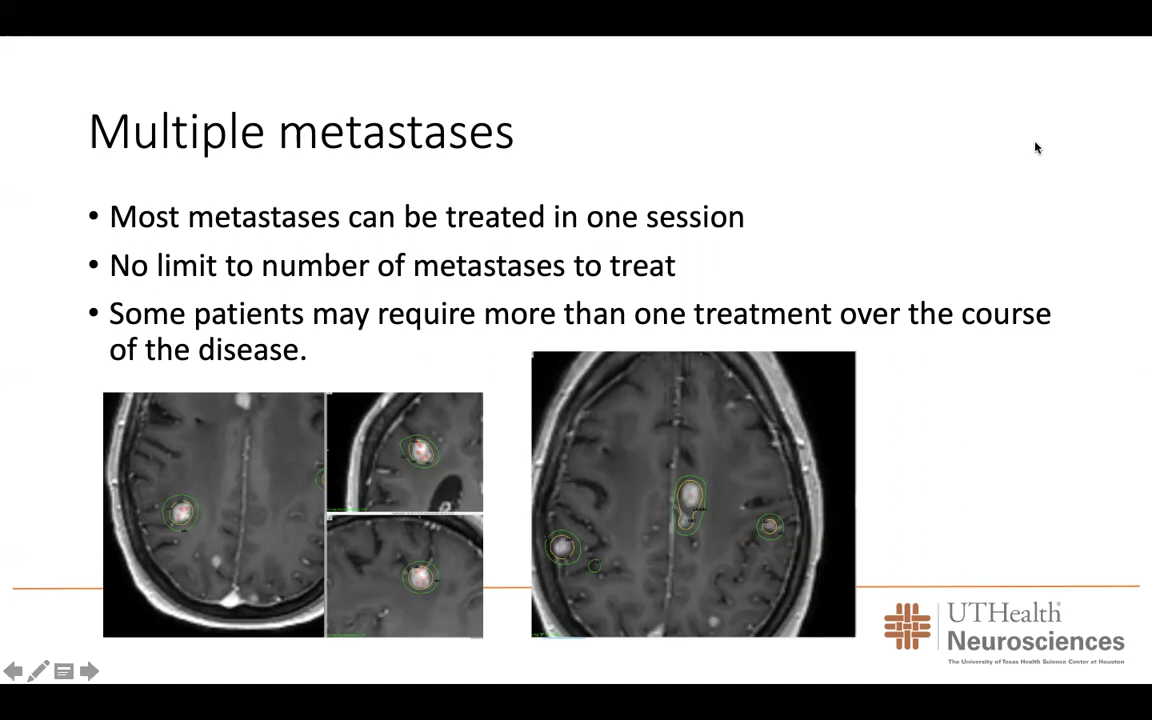 Multiple metastases
• Most metastases can be treated in one session
• No limit to number of metastases to treat
• Some patients may require more than one treatment over the course
of the disease.
UTHealth
Neurosciences
The University of Texas Health Science Center at Houston